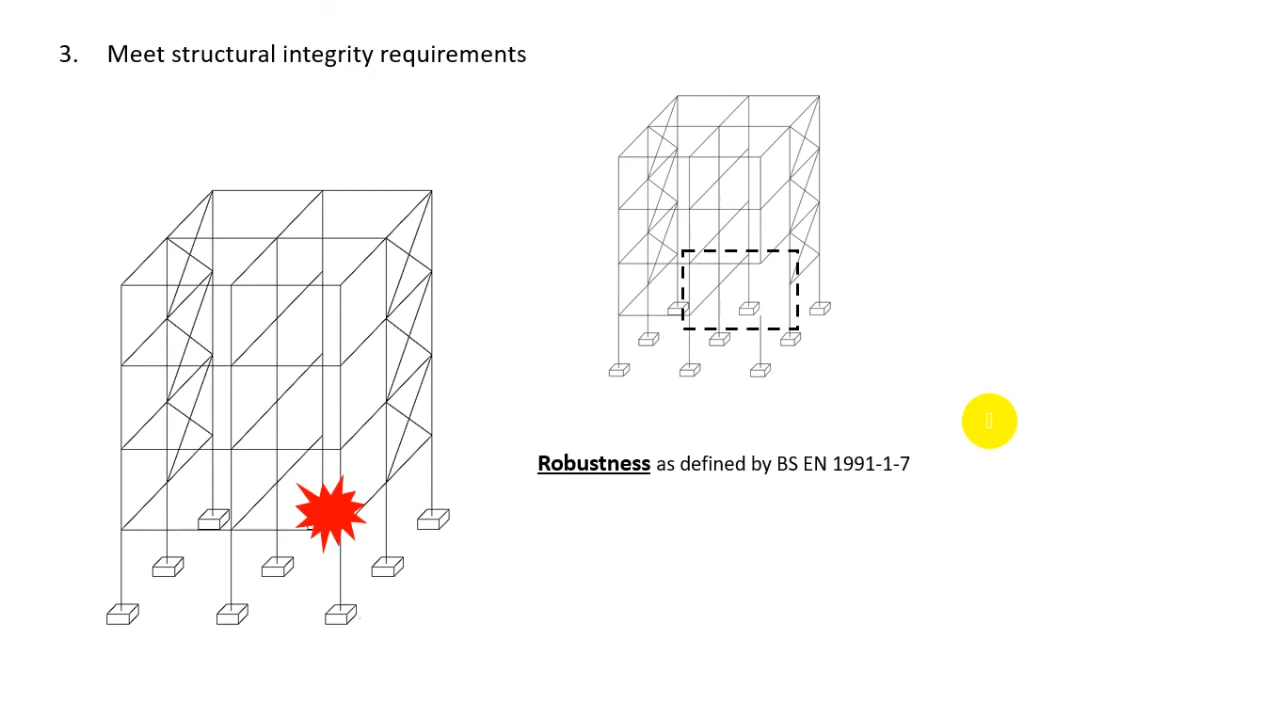 3. Meet structural integrity requirements
Robustness as defined by BS EN 1991-1-7